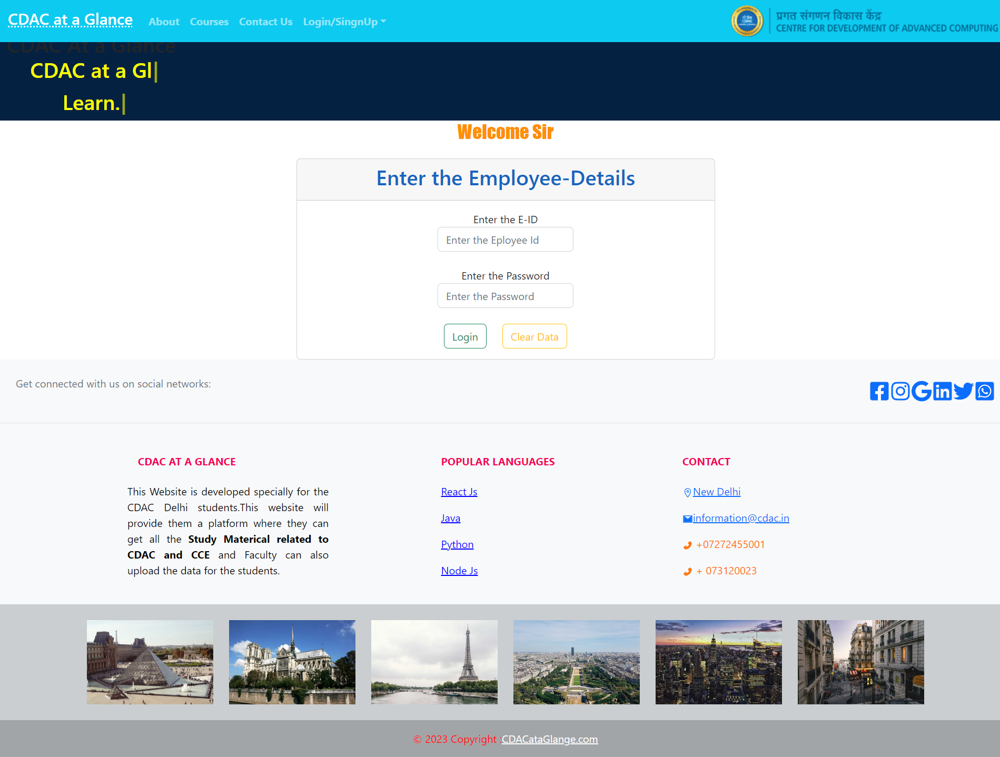 CDAC at a Glance
About
Courses
Contact Us
Login/SingnUp
प्रगत संगणन विकास केंद्र
CENTRE FOR DEVELOPMENT OF ADVANCED COMPUTING
CDAC At a Glance
CDAC at a Gl|
Learn.|
Welcome Sir
Enter the Employee-Details
Enter the E-ID
Enter the Eployee Id
Enter the Password
Enter the Password
Login
Clear Data
Get connected with us on social networks:
CDAC AT A GLANCE
This Website is developed specially for the
CDAC Delhi students.This website will
provide them a platform where they can
get all the Study Materical related to
CDAC and CCE and Faculty can also
upload the data for the students.
POPULAR LANGUAGES
React Js
Java
Python
Node Js
CONTACT
New Delhi
information@cdac.in
+07272455001
+ 073120023
© 2023 Copyright :CDACataGlange.com